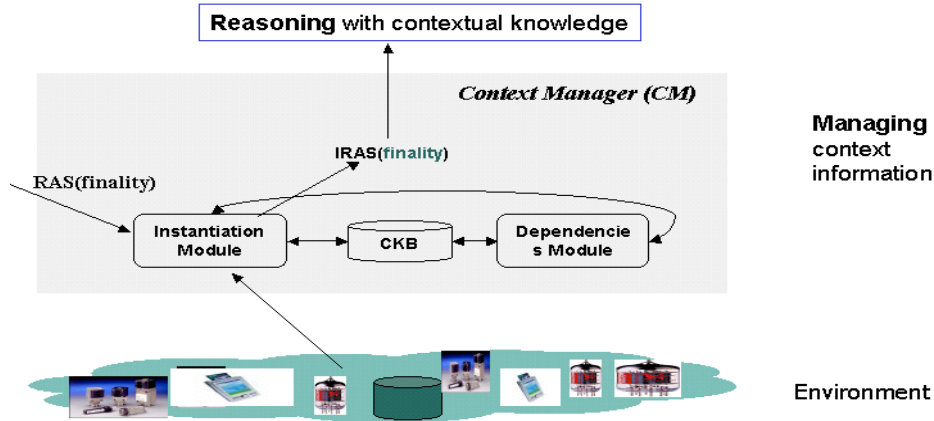 Reasoning with contextual knowledge
Context Manager (CM)
Managing
context
information
IRAS(finality)
RAS(finality)
Instantiation
Module
CKB
Dependencie
s Module
Environment